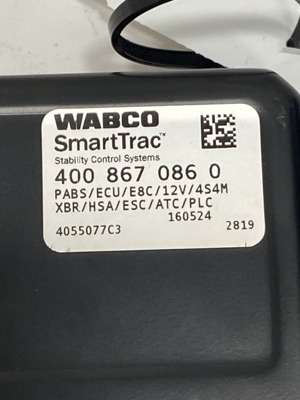 WABCO
SmartTrac™
Stability Control Systems
400 867 086 0
PABS/ECU/E8C/12V/4S4M
XBR/HSA/ESC/ATC/PLC
160524
4055077C3 2819